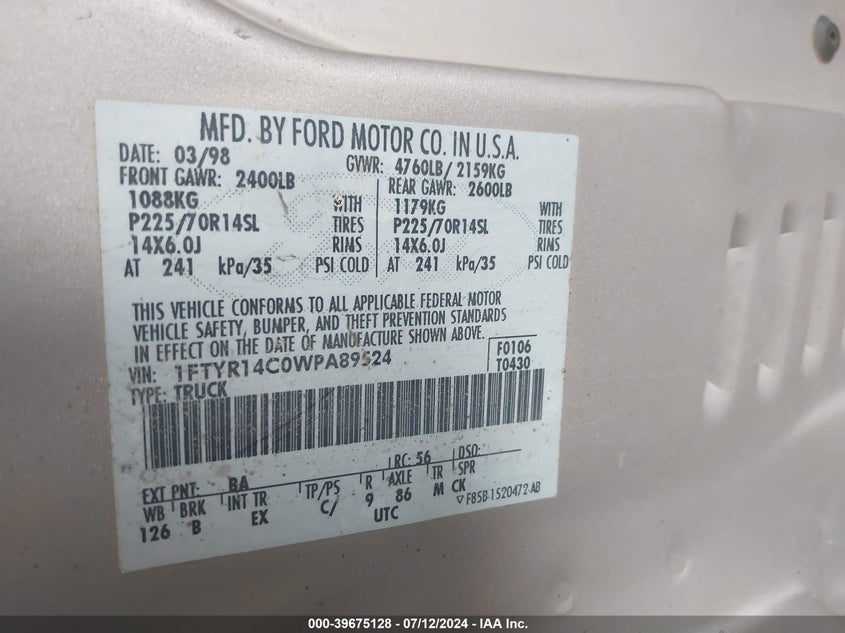 MFD. BY FORD MOTOR CO. IN U.S.A.
DATE: 03/98 GVWR: 4760LB/ 2159KG
FRONT GAWR: 2400LB REAR GAWR: 2600LB
1088KG WITH 1179KG WITH
P225/70R14SL TIRES P225/70R14SL TIRES
14X6.0J RIMS 14X6.0J RIMS
AT 241 kPa/35 PSI COLD AT 241 kPa/35 PSI COLD
THIS VEHICLE CONFORMS TO ALL APPLICABLE FEDERAL MOTOR
VEHICLE SAFETY, BUMPER, AND THEFT PREVENTION STANDARDS
IN EFFECT ON THE DATE OF MANUFACTURE SHOWN ABOVE.
VIN: 1FTYR14C0WPA89524 F0106
TYPE: TRUCK T0430
EXT PNT: BA RC: 56 DSO:
WB BRK INT TR TP/PS R AXLE TR SPR
126 B EX C/ 9 86 M CK
UTC ▽ F85B-1520472-AB
000-39675128 - 07/12/2024 - IAA Inc.